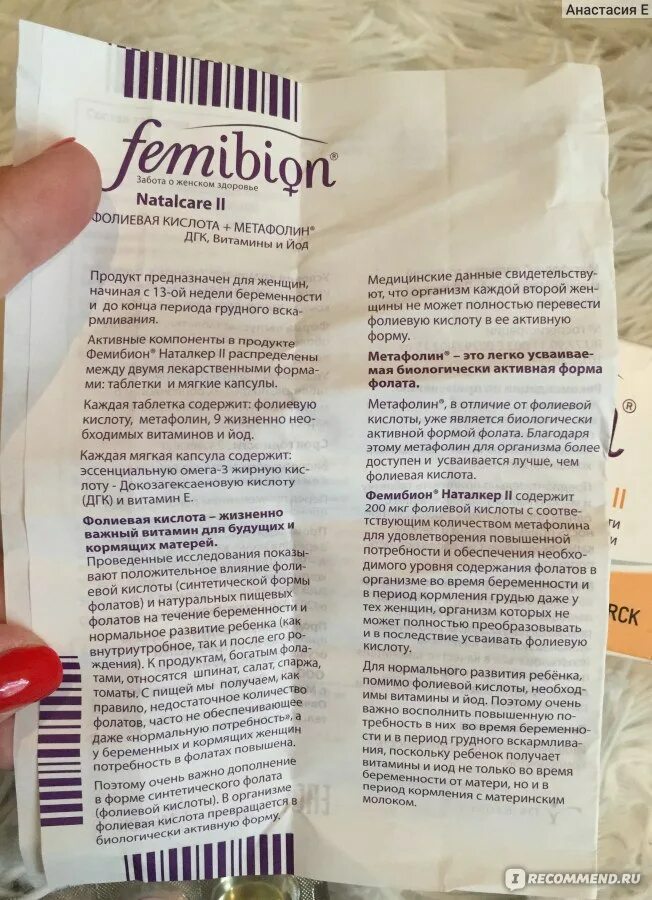 Анастасия Е
femibion®
Забота о женском здоровье
Natalcare II
ФОЛИЕВАЯ КИСЛОТА + МЕТАФОЛИН®
ДГК, Витамины и Йод
Продукт предназначен для женщин,
начиная с 13-ой недели беременности
и до конца периода грудного вска-
рмливания.
Активные компоненты в продукте
Фемибион® Наталкер II распределены
между двумя лекарственными форма-
ми: таблетки и мягкие капсулы.
Каждая таблетка содержит: фолиевую
кислоту, метафолин, 9 жизненно не-
обходимых витаминов и йод.
Каждая мягкая капсула содержит:
эссенциальную омега-3 жирную кис-
лоту - Докозагексаеновую кислоту
(ДГК) и витамин Е.
Фолиевая кислота – жизненно
важный витамин для будущих и
кормящих матерей.
Проведенные исследования показы-
вают положительное влияние фоли-
евой кислоты (синтетической формы
фолатов) и натуральных пищевых
фолатов на течение беременности и
нормальное развитие ребенка (как
внутриутробное, так и после его ро-
ждения). К продуктам, богатым фола-
тами, относятся шпинат, салат, спаржа,
томаты. С пищей мы получаем, как
правило, недостаточное количество
фолатов, часто не обеспечивающее
даже «нормальную потребность», а
у беременных и кормящих женщин
потребность в фолатах повышена.
Поэтому очень важно дополнение
в форме синтетического фолата
(фолиевой кислоты). В организме
фолиевая кислота превращается в
биологически активную форму.
Медицинские данные свидетельству-
ют, что организм каждой второй жен-
щины не может полностью перевести
фолиевую кислоту в ее активную
форму.
Метафолин® – это легко усваивае-
мая биологически активная форма
фолата.
Метафолин®, в отличие от фолиевой
кислоты, уже является биологически
активной формой фолата. Благодаря
этому метафолин для организма более
доступен и усваивается лучше, чем
фолиевая кислота.
Фемибион® Наталкер II содержит
200 мкг фолиевой кислоты с соотве-
тствующим количеством метафолина
для удовлетворения повышенной
потребности и обеспечения необхо-
димого уровня содержания фолатов в
организме во время беременности и
в период кормления грудью даже у
тех женщин, организм которых не
может полностью преобразовывать
и в последствие усваивать фолиевую
кислоту.
Для нормального развития ребёнка,
помимо фолиевой кислоты, необходи-
мы витамины и йод. Поэтому очень
важно восполнить повышенную по-
требность в них во время беременно-
сти и в период грудного вскармлива-
ния, поскольку ребенок получает
витамины и йод не только во время
беременности от матери, но и в
период кормления с материнским
молоком.
®
II
ти
и
RCK
IRECOMMEND.RU